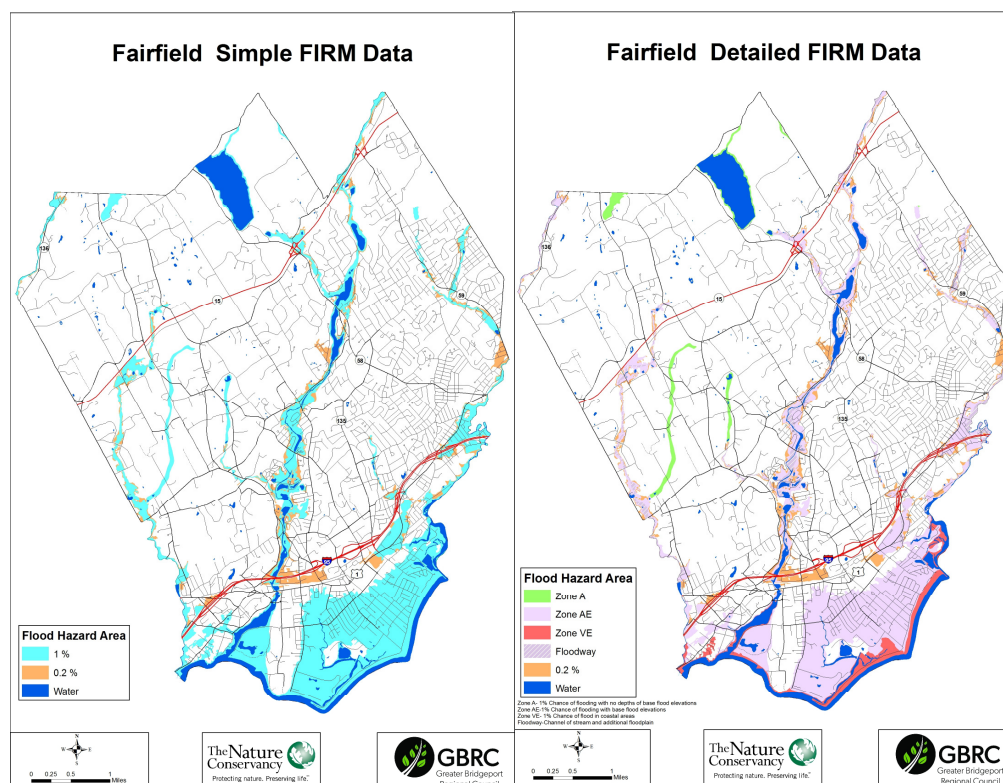 Fairfield Simple FIRM Data
136
15
59
58
135
95
1
Flood Hazard Area
1 %
0.2 %
Water
N
W
E
S
0 0.25 0.5 1
Miles
The Nature
Conservancy
Protecting nature. Preserving life.™
GBRC
Greater Bridgeport
Regional Council
Fairfield Detailed FIRM Data
136
15
59
58
135
95
1
Flood Hazard Area
Zone A
Zone AE
Zone VE
Floodway
0.2 %
Water
Zone A- 1% Chance of flooding with no depths of base flood elevations
Zone AE-1% Chance of flooding with base flood elevations
Zone VE- 1% Chance of flood in coastal areas
Floodway-Channel of stream and additional floodplain
N
W
E
S
0 0.25 0.5 1
Miles
The Nature
Conservancy
Protecting nature. Preserving life.™
GBRC
Greater Bridgeport
Regional Council